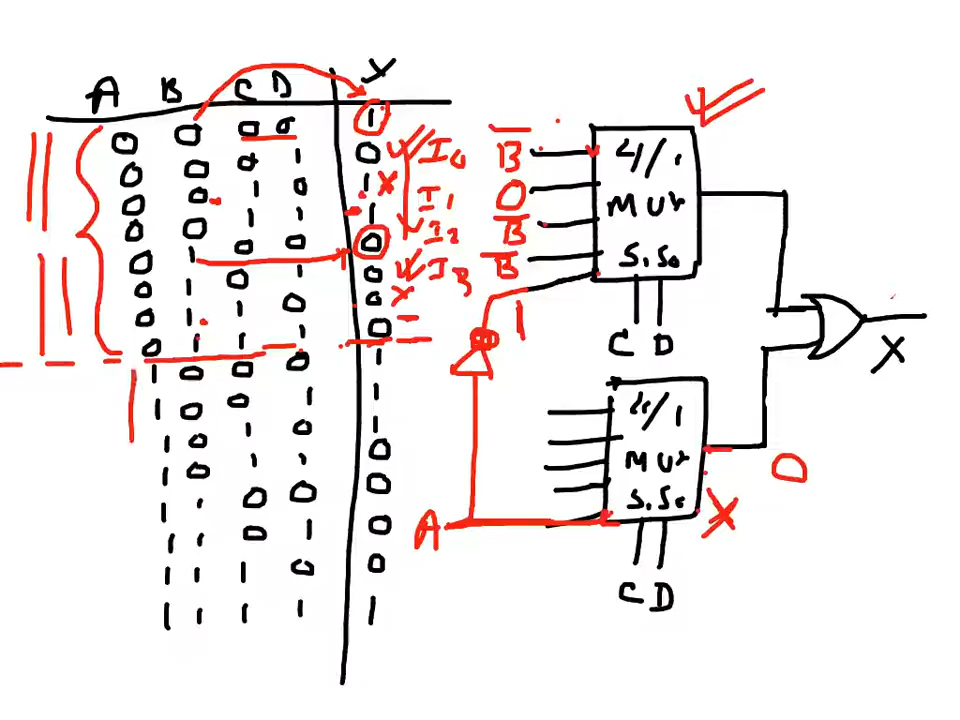 A B C D X
0 0 0 0 1
0 0 0 1 0 I0 B̅
0 0 1 0 1 I1 0
0 0 1 1 1 I2 B̅
0 1 0 0 0 I3 B̅
0 1 0 1 0
0 1 1 0 0
0 1 1 1 0
1 0 0 0 1
1 0 0 1 1
1 0 1 0 1
1 0 1 1 0
1 1 0 0 0
1 1 0 1 0
1 1 1 0 0
1 1 1 1 1
4/1
MUX
S1 S0
C D
1
X
4/1
MUX
S1 S0
0
A
C D